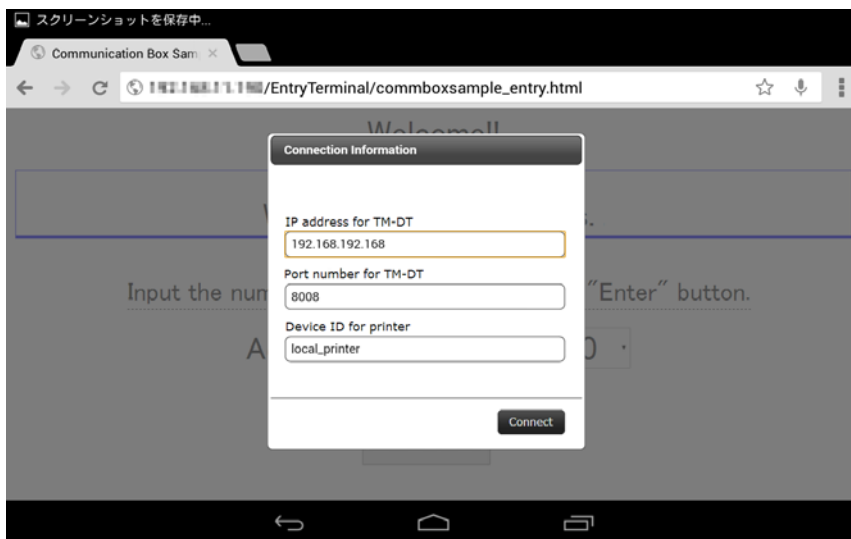 スクリーンショットを保存中...
Communication Box Sam
/EntryTerminal/commboxsample_entry.html
Connection Information
IP address for TM-DT
192.168.192.168
Port number for TM-DT
8008
Input the num
"Enter" button.
Device ID for printer
local_printer
Connect